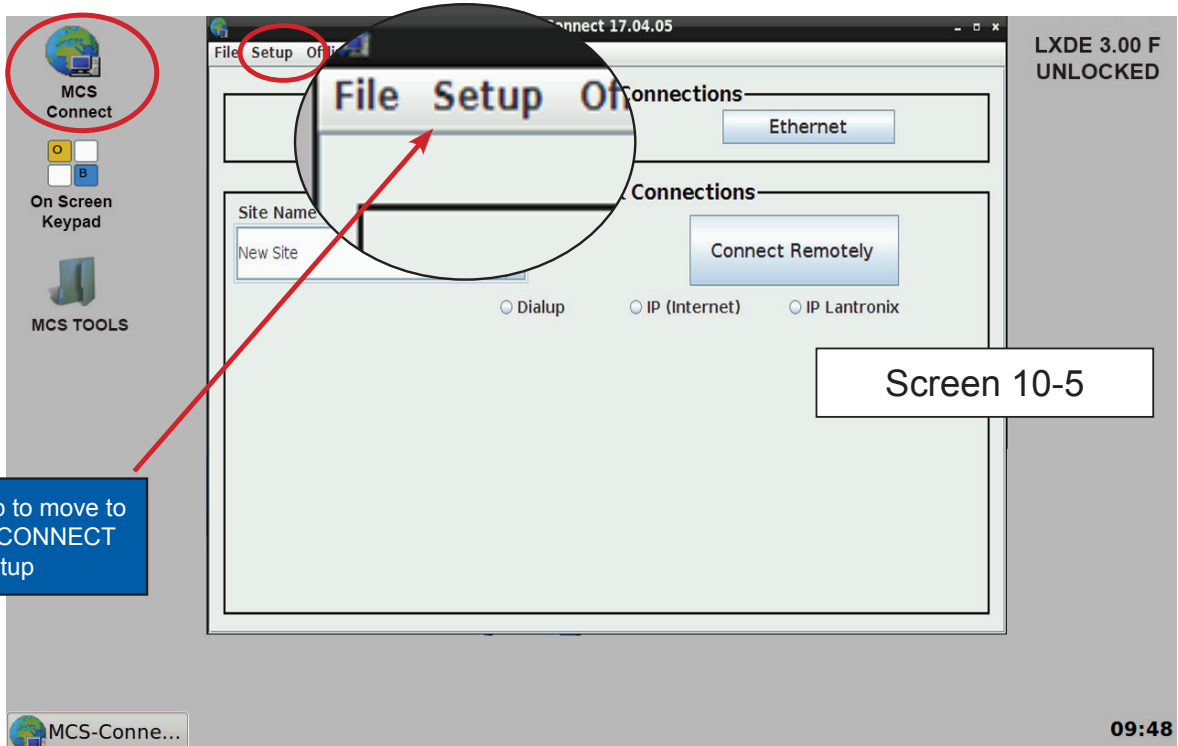 MCS
Connect
On Screen
Keypad
MCS TOOLS
nnect 17.04.05
File Setup Offli
File Setup Of
Connections
Ethernet
Connections
Site Name
New Site
Connect Remotely
Dialup
IP (Internet)
IP Lantronix
LXDE 3.00 F
UNLOCKED
Screen 10-5
to move to
CONNECT
tup
MCS-Conne...
09:48